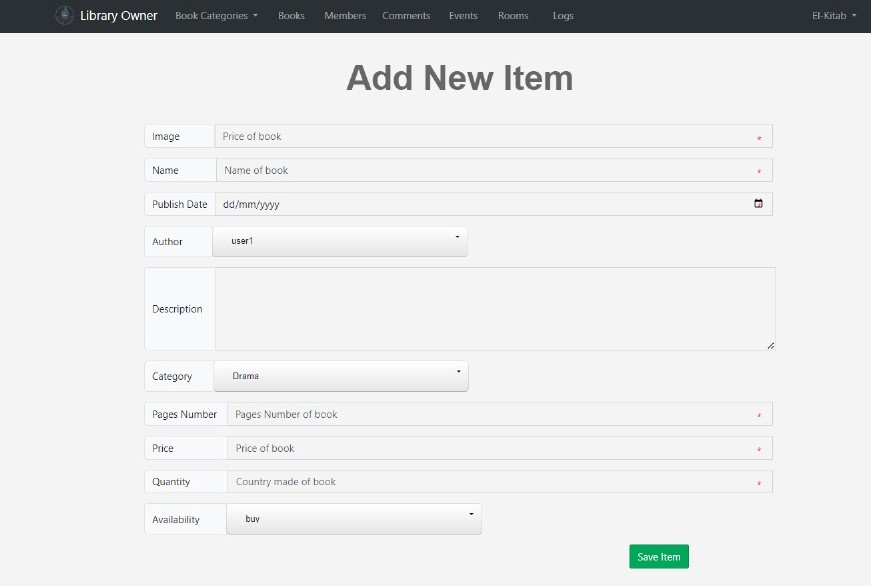 Library Owner Book Categories Books Members Comments Events Rooms Logs El-Kitab
Add New Item
Image Price of book *
Name Name of book *
Publish Date dd/mm/yyyy
Author user1
Description
Category Drama
Pages Number Pages Number of book *
Price Price of book *
Quantity Country made of book *
Availability buy
Save Item